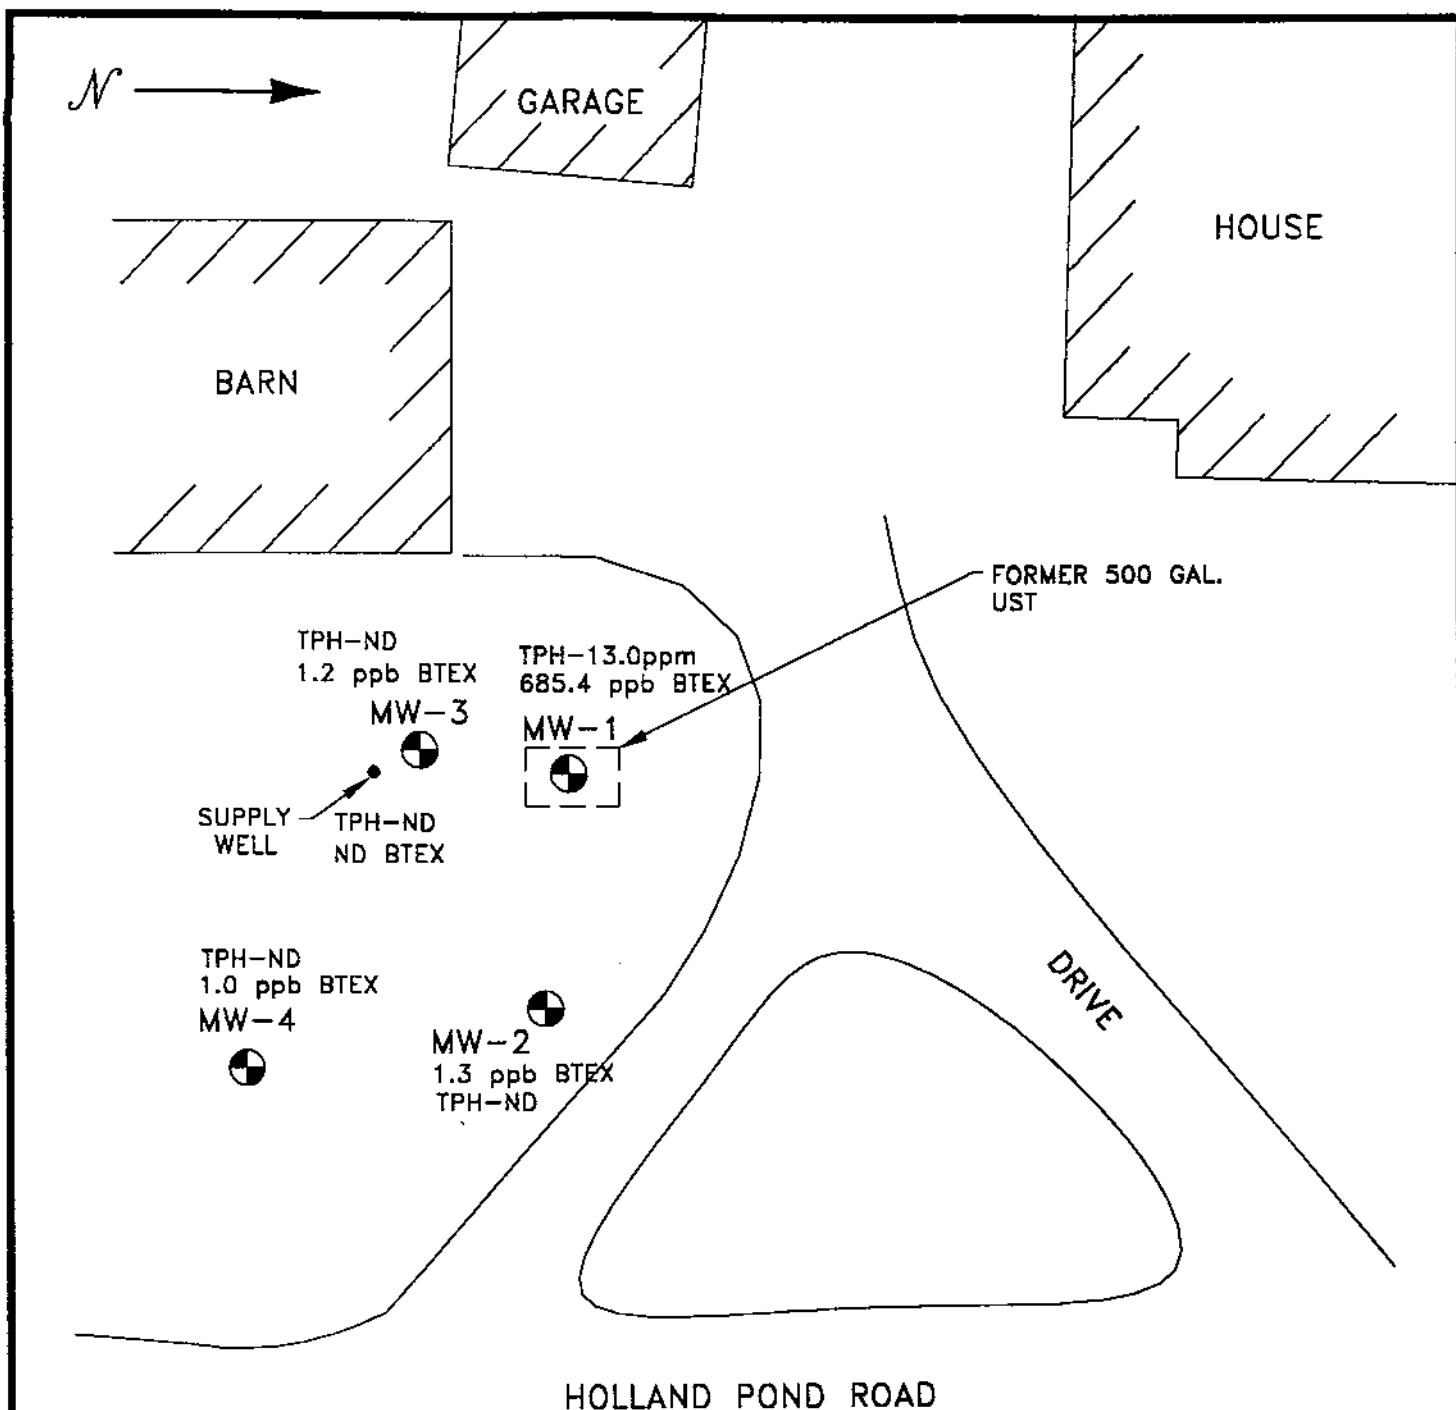 N
GARAGE
HOUSE
BARN
FORMER 500 GAL.
UST
TPH-ND
1.2 ppb BTEX
MW-3
TPH-13.0ppm
685.4 ppb BTEX
MW-1
SUPPLY
WELL
TPH-ND
ND BTEX
TPH-ND
1.0 ppb BTEX
MW-4
MW-2
1.3 ppb BTEX
TPH-ND
DRIVE
HOLLAND POND ROAD